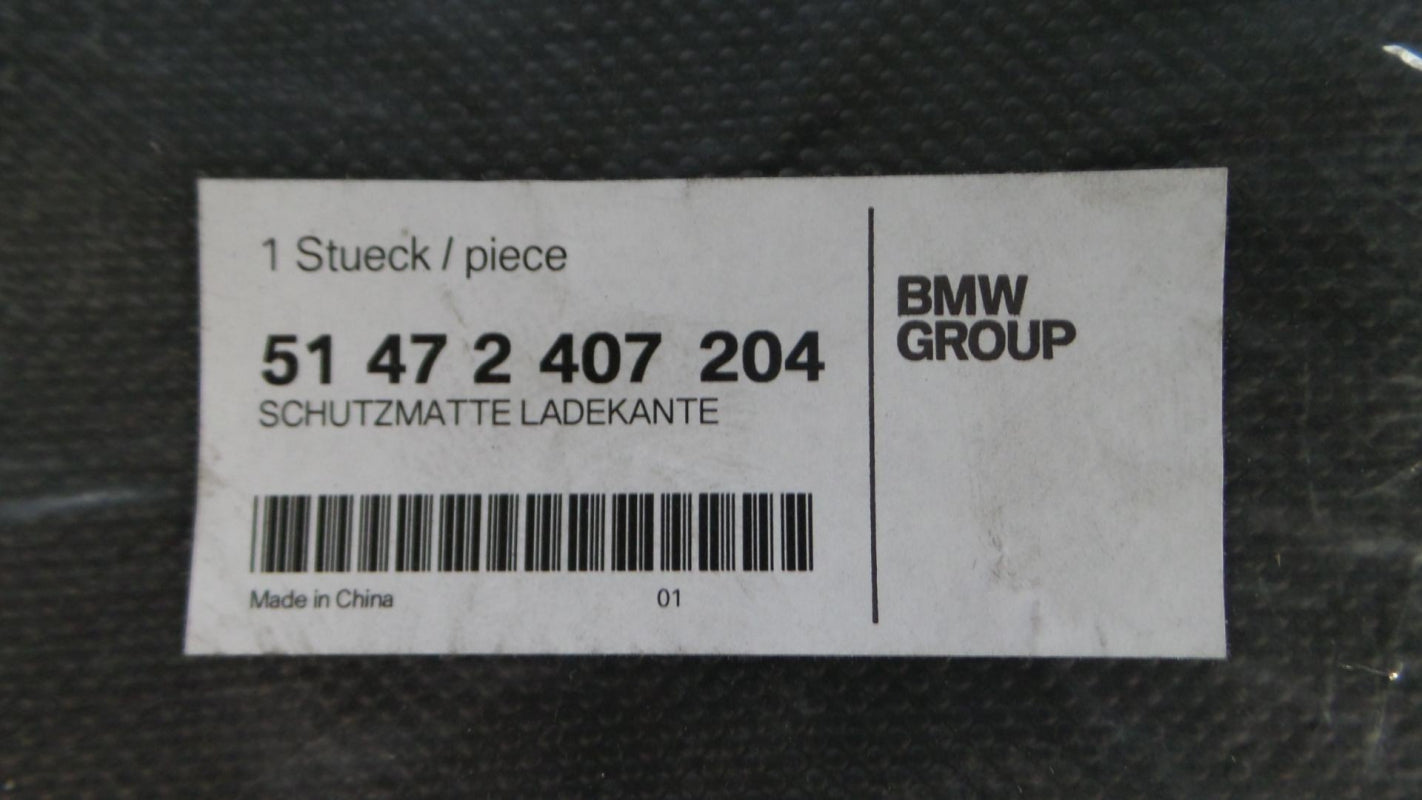 1 Stueck / piece
51 47 2 407 204
SCHUTZMATTE LADEKANTE
Made in China 01
BMW
GROUP